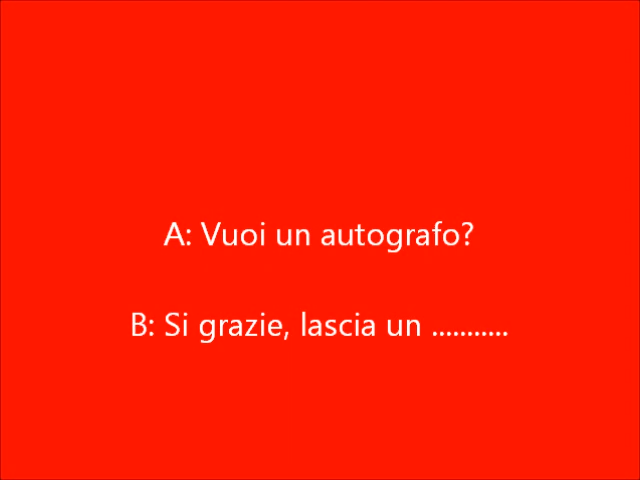 A: Vuoi un autografo?
B: Si grazie, lascia un ...........